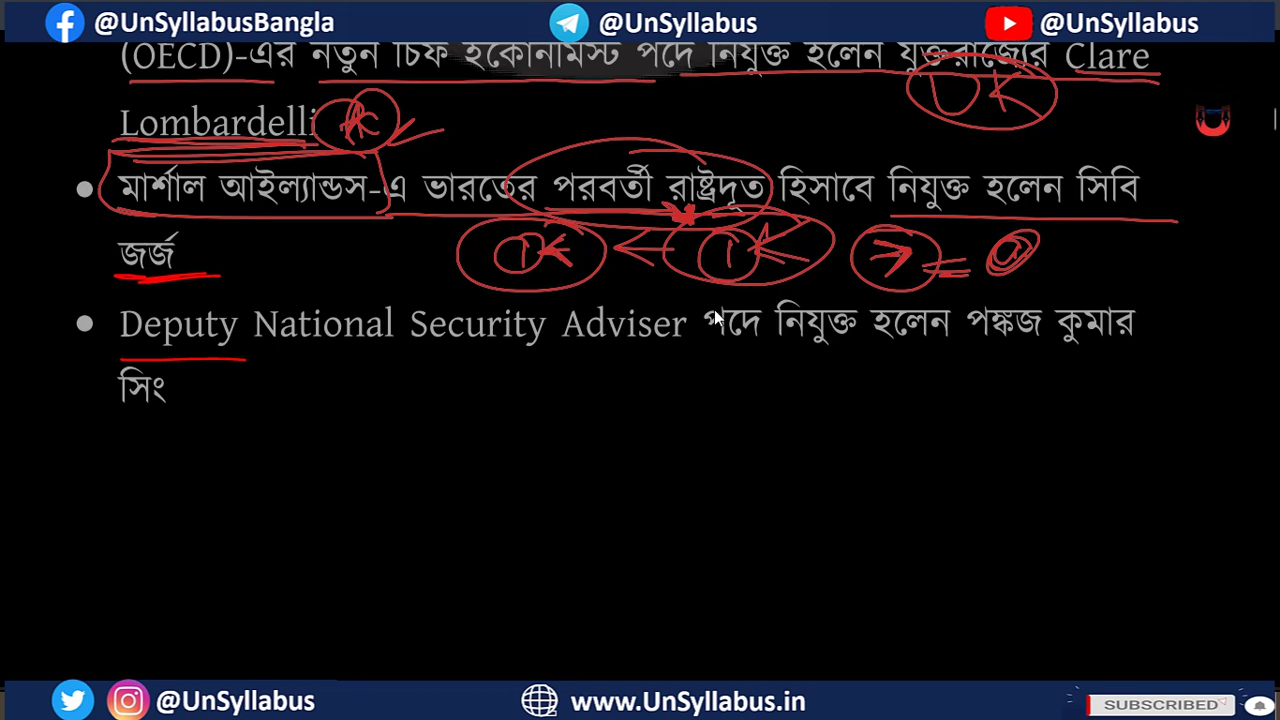 @UnSyllabusBangla @UnSyllabus @UnSyllabus
(OECD)-এর নতুন চিফ ইকোনমিস্ট পদে নিযুক্ত হলেন যুক্তরাজ্যের Clare
UK
Lombardelli
মার্শাল আইল্যান্ডস-এ ভারতের পরবর্তী রাষ্ট্রদূত হিসাবে নিযুক্ত হলেন সিবি
জর্জ
Deputy National Security Adviser পদে নিযুক্ত হলেন পঙ্কজ কুমার
সিং
@UnSyllabus www.UnSyllabus.in SUBSCRIBED